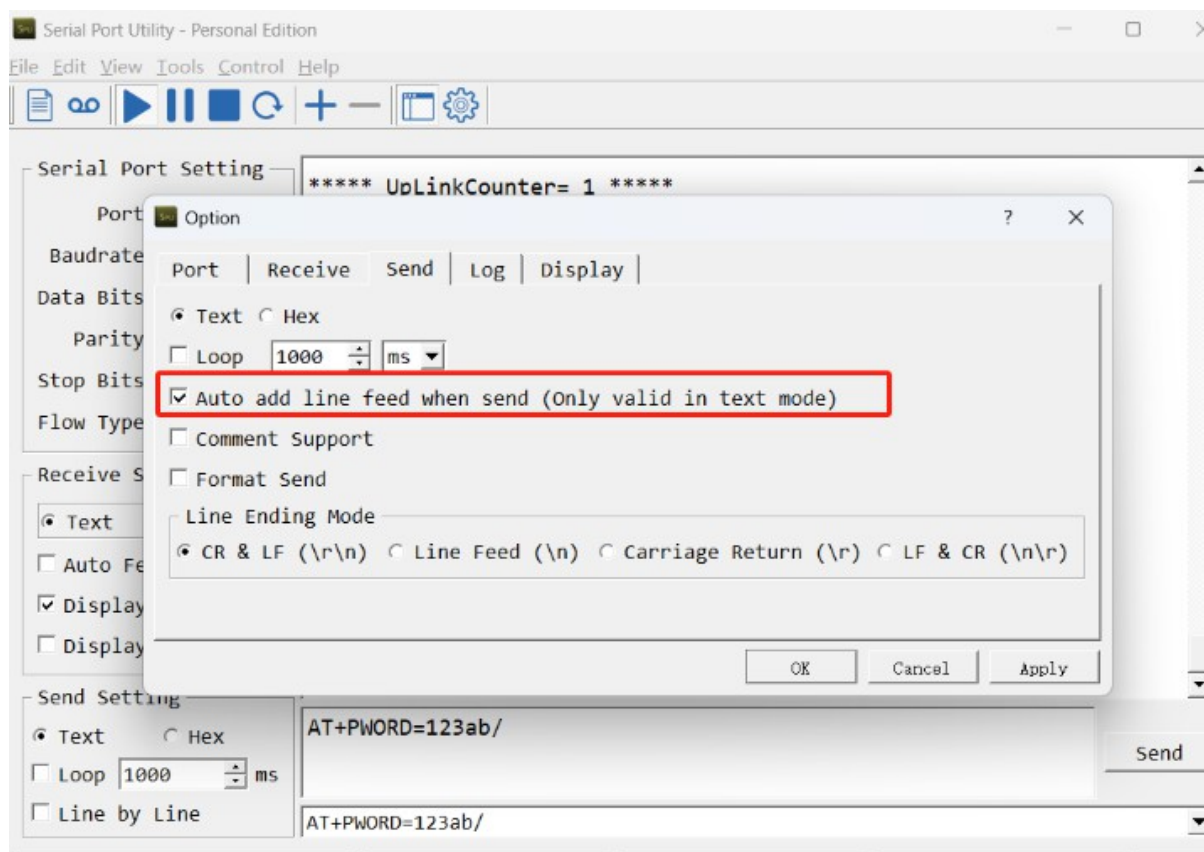 Serial Port Utility - Personal Edition
File Edit View Tools Control Help
Serial Port Setting
***** UpLinkCounter= 1 *****
Port
Baudrate
Data Bits
Parity
Stop Bits
Flow Type
Option
?
Port Receive Send Log Display
Text Hex
Loop 1000 ms
Auto add line feed when send (Only valid in text mode)
Comment Support
Format Send
Line Ending Mode
CR & LF (\r\n) Line Feed (\n) Carriage Return (\r) LF & CR (\n\r)
OK Cancel Apply
Receive S
Text
Auto Fe
Display
Display
Send Setting
Text Hex
Loop 1000 ms
Line by Line
AT+PWORD=123ab/
Send
AT+PWORD=123ab/